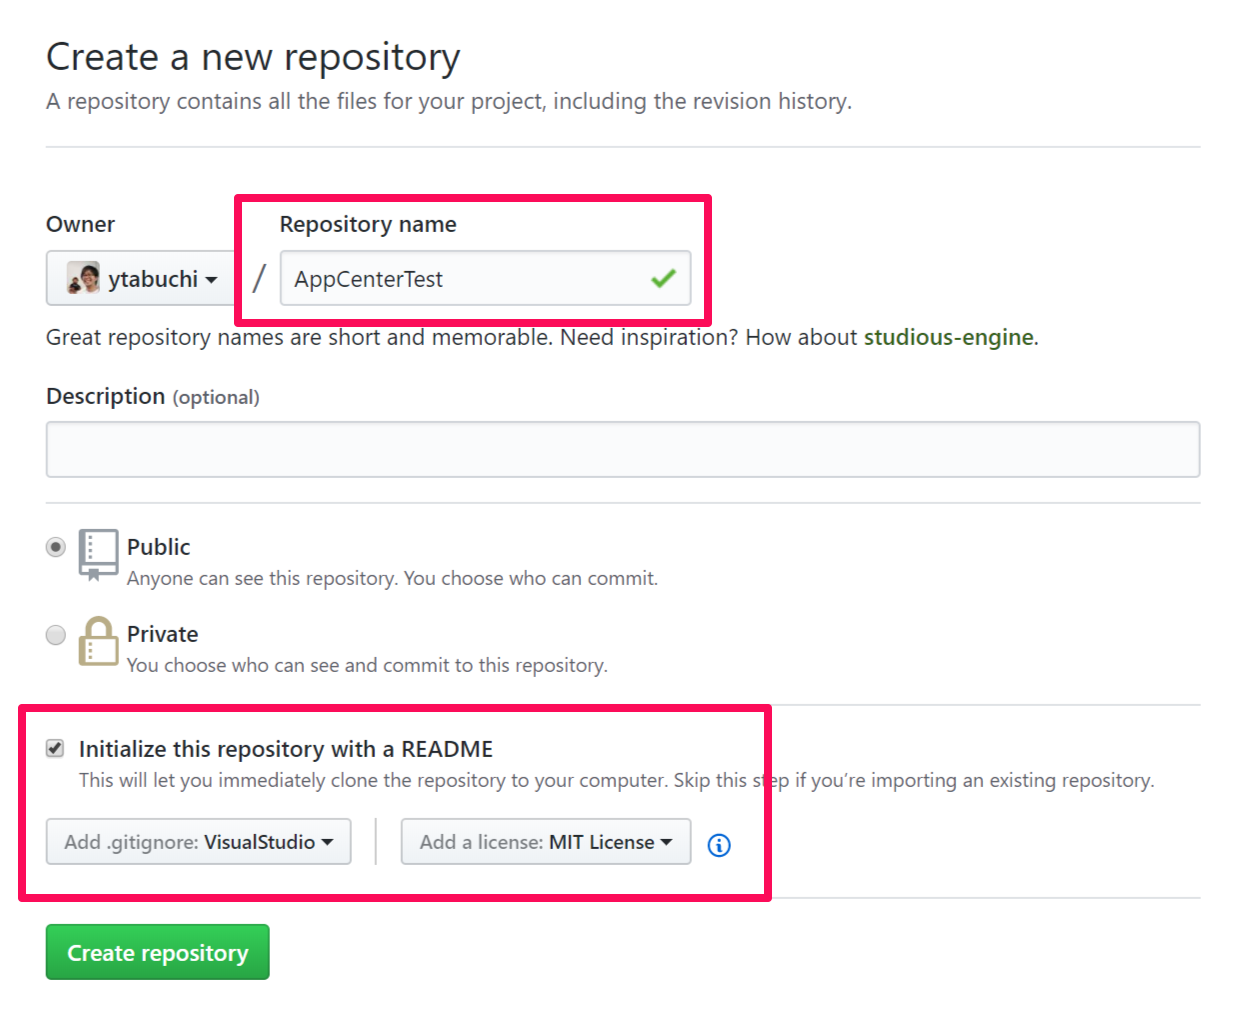 Create a new repository
A repository contains all the files for your project, including the revision history.
Owner
Repository name
ytabuchi / AppCenterTest
Great repository names are short and memorable. Need inspiration? How about studious-engine.
Description (optional)
Public
Anyone can see this repository. You choose who can commit.
Private
You choose who can see and commit to this repository.
Initialize this repository with a README
This will let you immediately clone the repository to your computer. Skip this step if you’re importing an existing repository.
Add .gitignore: VisualStudio
Add a license: MIT License
Create repository